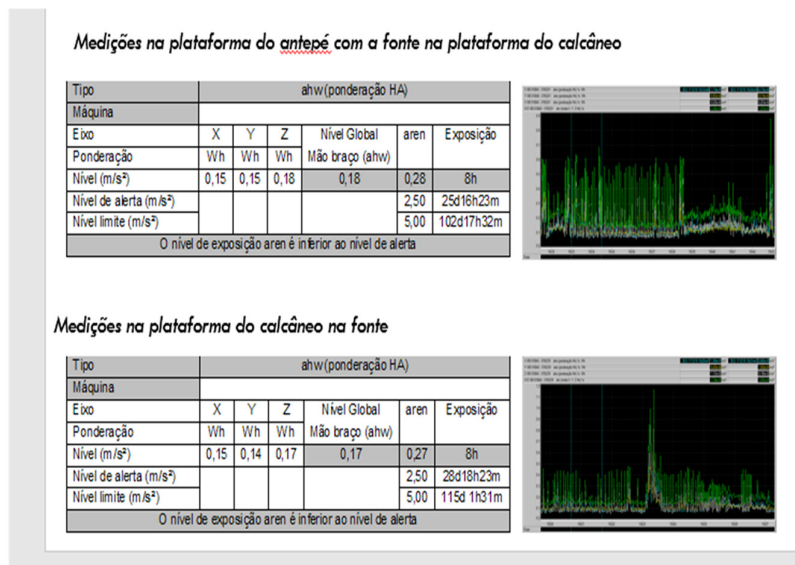 Medições na plataforma do antepé com a fonte na plataforma do calcâneo
Tipo ahw (ponderação HA)
Máquina
Eixo X Y Z Nível Global aren Exposição
Ponderação Wh Wh Wh Mão braço (ahw)
Nível (m/s²) 0,15 0,15 0,18 0,18 0,28 8h
Nível de alerta (m/s²) 2,50 25d16h23m
Nível limite (m/s²) 5,00 102d17h32m
O nível de exposição aren é inferior ao nível de alerta
Medições na plataforma do calcâneo na fonte
Tipo ahw (ponderação HA)
Máquina
Eixo X Y Z Nível Global aren Exposição
Ponderação Wh Wh Wh Mão braço (ahw)
Nível (m/s²) 0,15 0,14 0,17 0,17 0,27 8h
Nível de alerta (m/s²) 2,50 28d18h23m
Nível limite (m/s²) 5,00 115d 1h31m
O nível de exposição aren é inferior ao nível de alerta